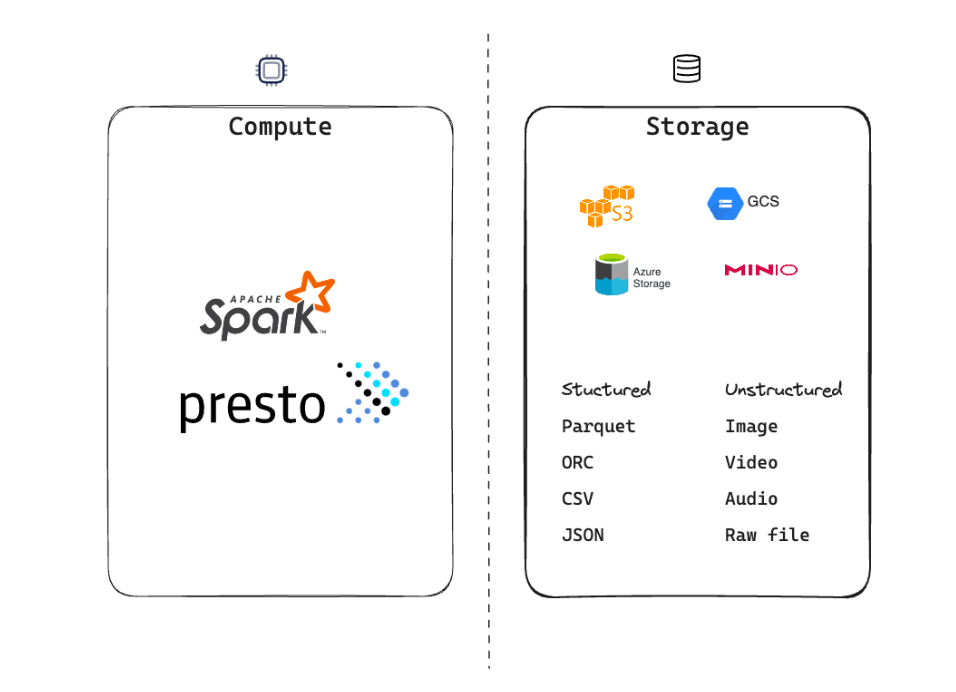 Compute
APACHE
Spark™
presto
Storage
S3
GCS
Azure
Storage
MINIO
Stuctured
Unstructured
Parquet
Image
ORC
Video
CSV
Audio
JSON
Raw file